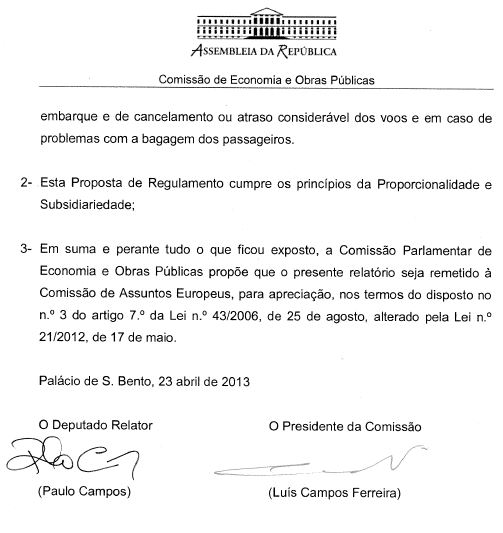 ASSEMBLEIA DA REPÚBLICA
Comissão de Economia e Obras Públicas
embarque e de cancelamento ou atraso considerável dos voos e em caso de
problemas com a bagagem dos passageiros.
2- Esta Proposta de Regulamento cumpre os princípios da Proporcionalidade e
Subsidiariedade;
3- Em suma e perante tudo o que ficou exposto, a Comissão Parlamentar de
Economia e Obras Públicas propõe que o presente relatório seja remetido à
Comissão de Assuntos Europeus, para apreciação, nos termos do disposto no
n.º 3 do artigo 7.º da Lei n.º 43/2006, de 25 de agosto, alterado pela Lei n.º
21/2012, de 17 de maio.
Palácio de S. Bento, 23 abril de 2013
O Deputado Relator O Presidente da Comissão
(Paulo Campos) (Luís Campos Ferreira)